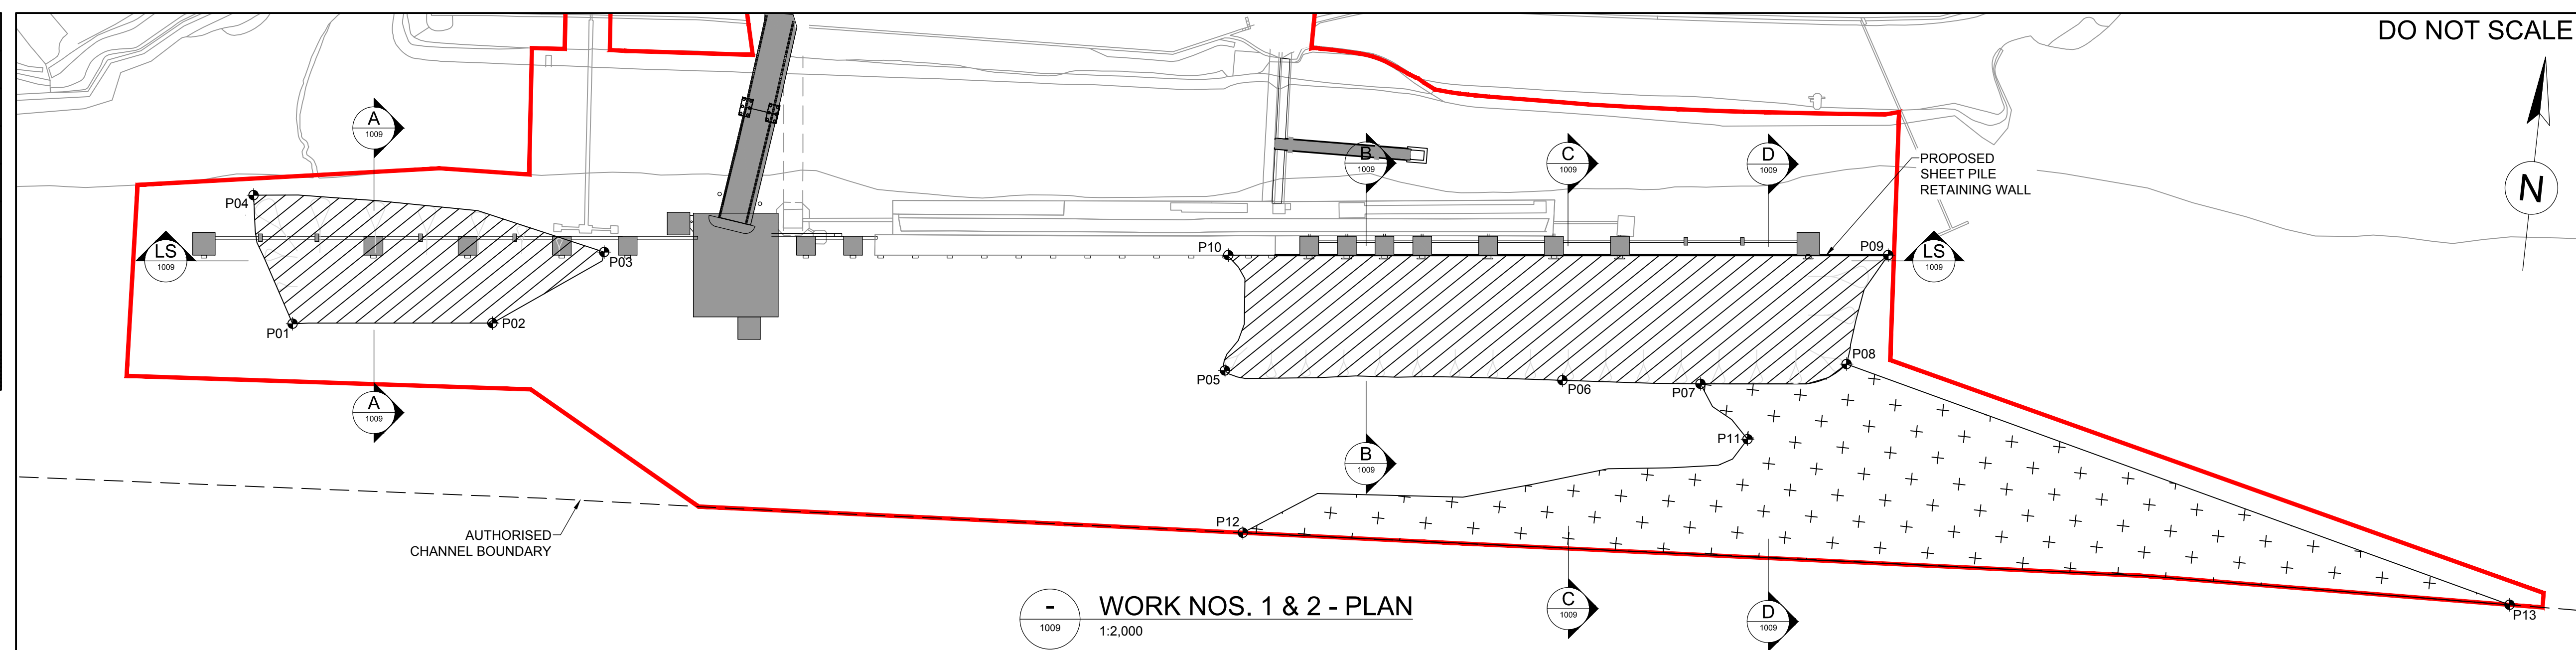 DO NOT SCALE
A
1009
B
1009
C
1009
D
1009
PROPOSED
SHEET PILE
RETAINING WALL
N
P04
LS
1009
P03
P10
P09
LS
1009
P01
P02
P05
P06
P07
P08
A
1009
P11
B
1009
P12
AUTHORISED
CHANNEL BOUNDARY
-
1009
WORK NOS. 1 & 2 - PLAN
1:2,000
C
1009
D
1009
P13